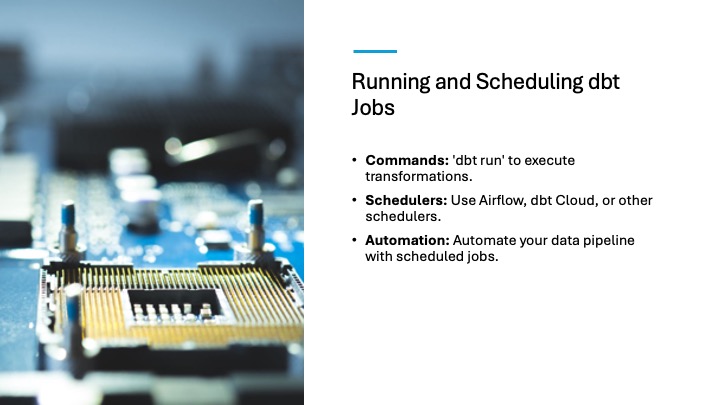 Running and Scheduling dbt
Jobs
• Commands: 'dbt run' to execute
transformations.
• Schedulers: Use Airflow, dbt Cloud, or other
schedulers.
• Automation: Automate your data pipeline
with scheduled jobs.